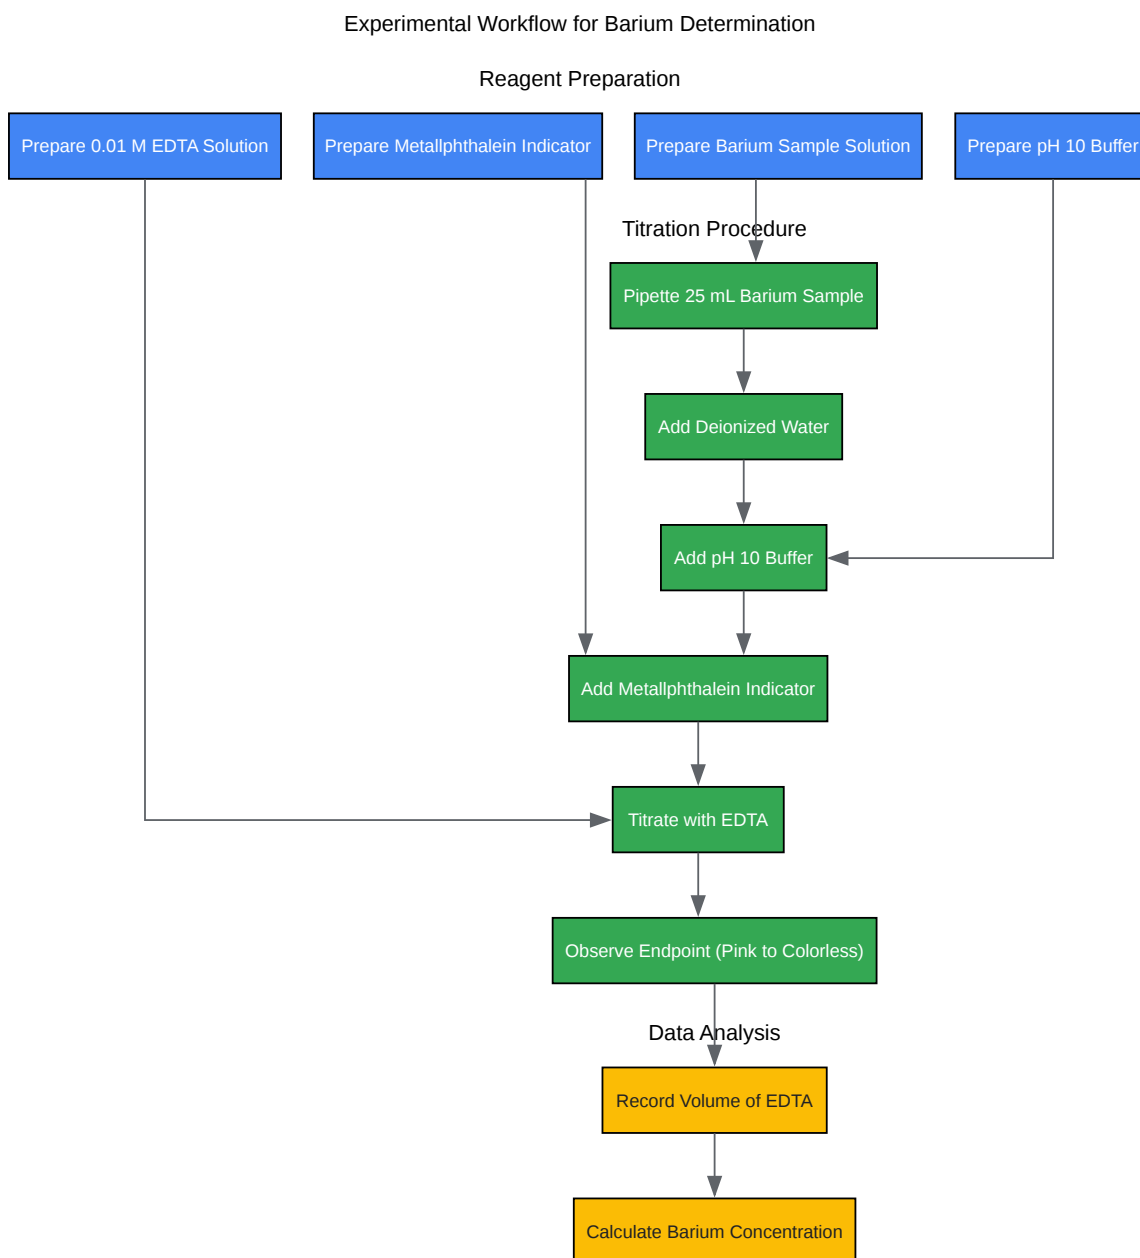 Experimental Workflow for Barium Determination
Reagent Preparation
Prepare 0.01 M EDTA Solution
Prepare Metallphthalein Indicator
Prepare Barium Sample Solution
Prepare pH 10 Buffer
Titration Procedure
Pipette 25 mL Barium Sample
Add Deionized Water
Add pH 10 Buffer
Add Metallphthalein Indicator
Titrate with EDTA
Observe Endpoint (Pink to Colorless)
Data Analysis
Record Volume of EDTA
Calculate Barium Concentration